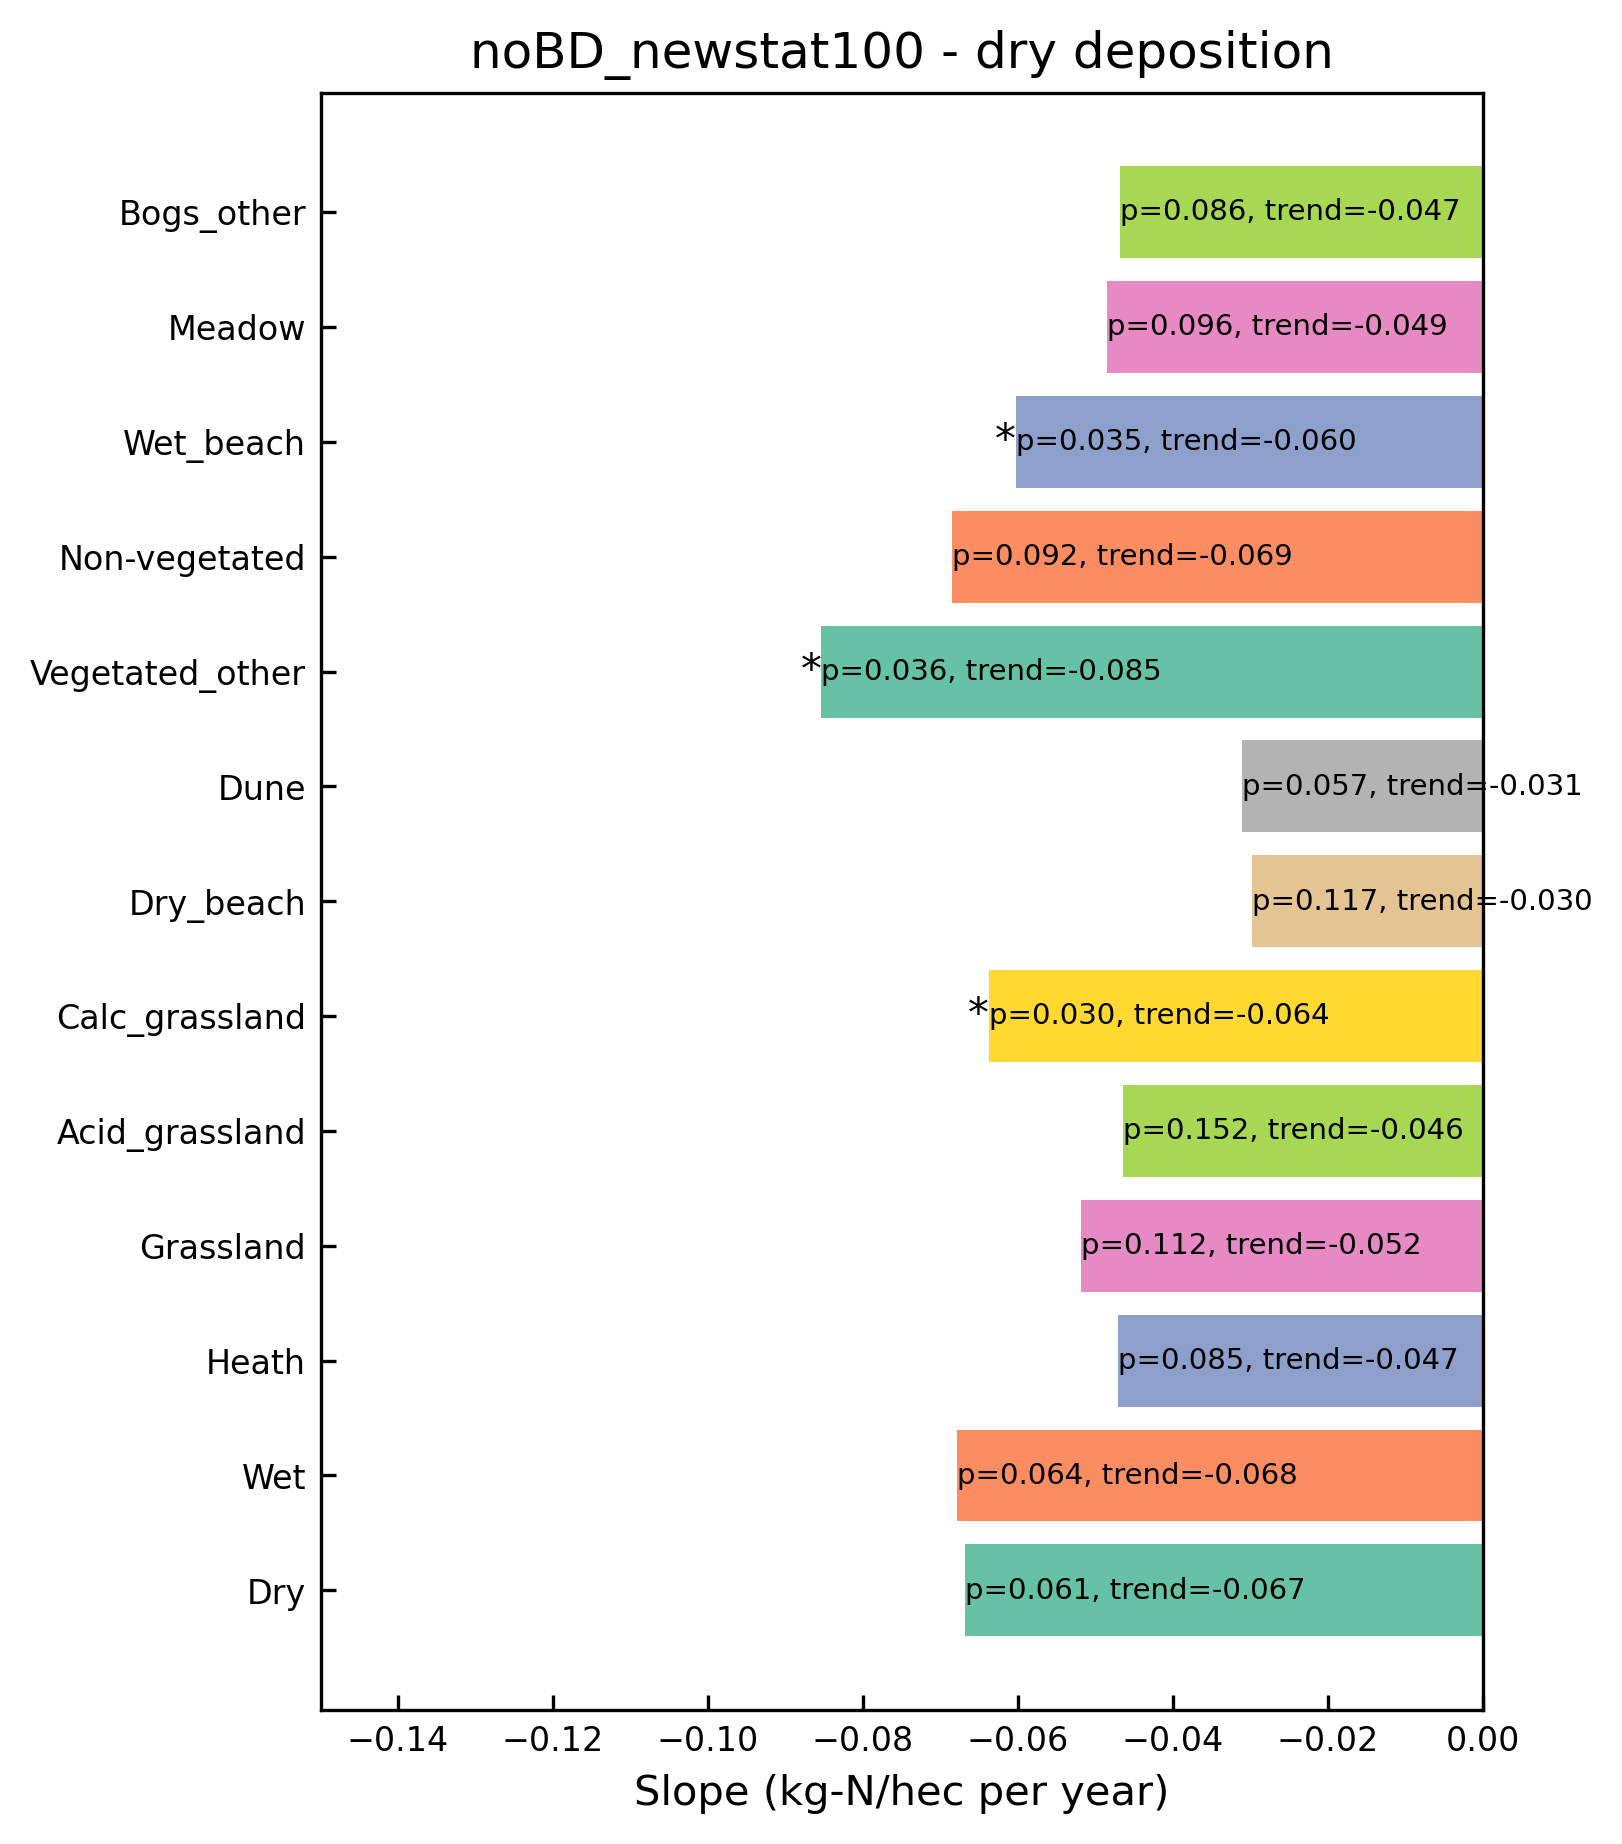 noBD_newstat100 - dry deposition
Bogs_other
p=0.086, trend=-0.047
Meadow
p=0.096, trend=-0.049
Wet_beach
*p=0.035, trend=-0.060
Non-vegetated
p=0.092, trend=-0.069
Vegetated_other
*p=0.036, trend=-0.085
Dune
p=0.057, trend=-0.031
Dry_beach
p=0.117, trend=-0.030
Calc_grassland
*p=0.030, trend=-0.064
Acid_grassland
p=0.152, trend=-0.046
Grassland
p=0.112, trend=-0.052
Heath
p=0.085, trend=-0.047
Wet
p=0.064, trend=-0.068
Dry
p=0.061, trend=-0.067
−0.14 −0.12 −0.10 −0.08 −0.06 −0.04 −0.02 0.00
Slope (kg-N/hec per year)